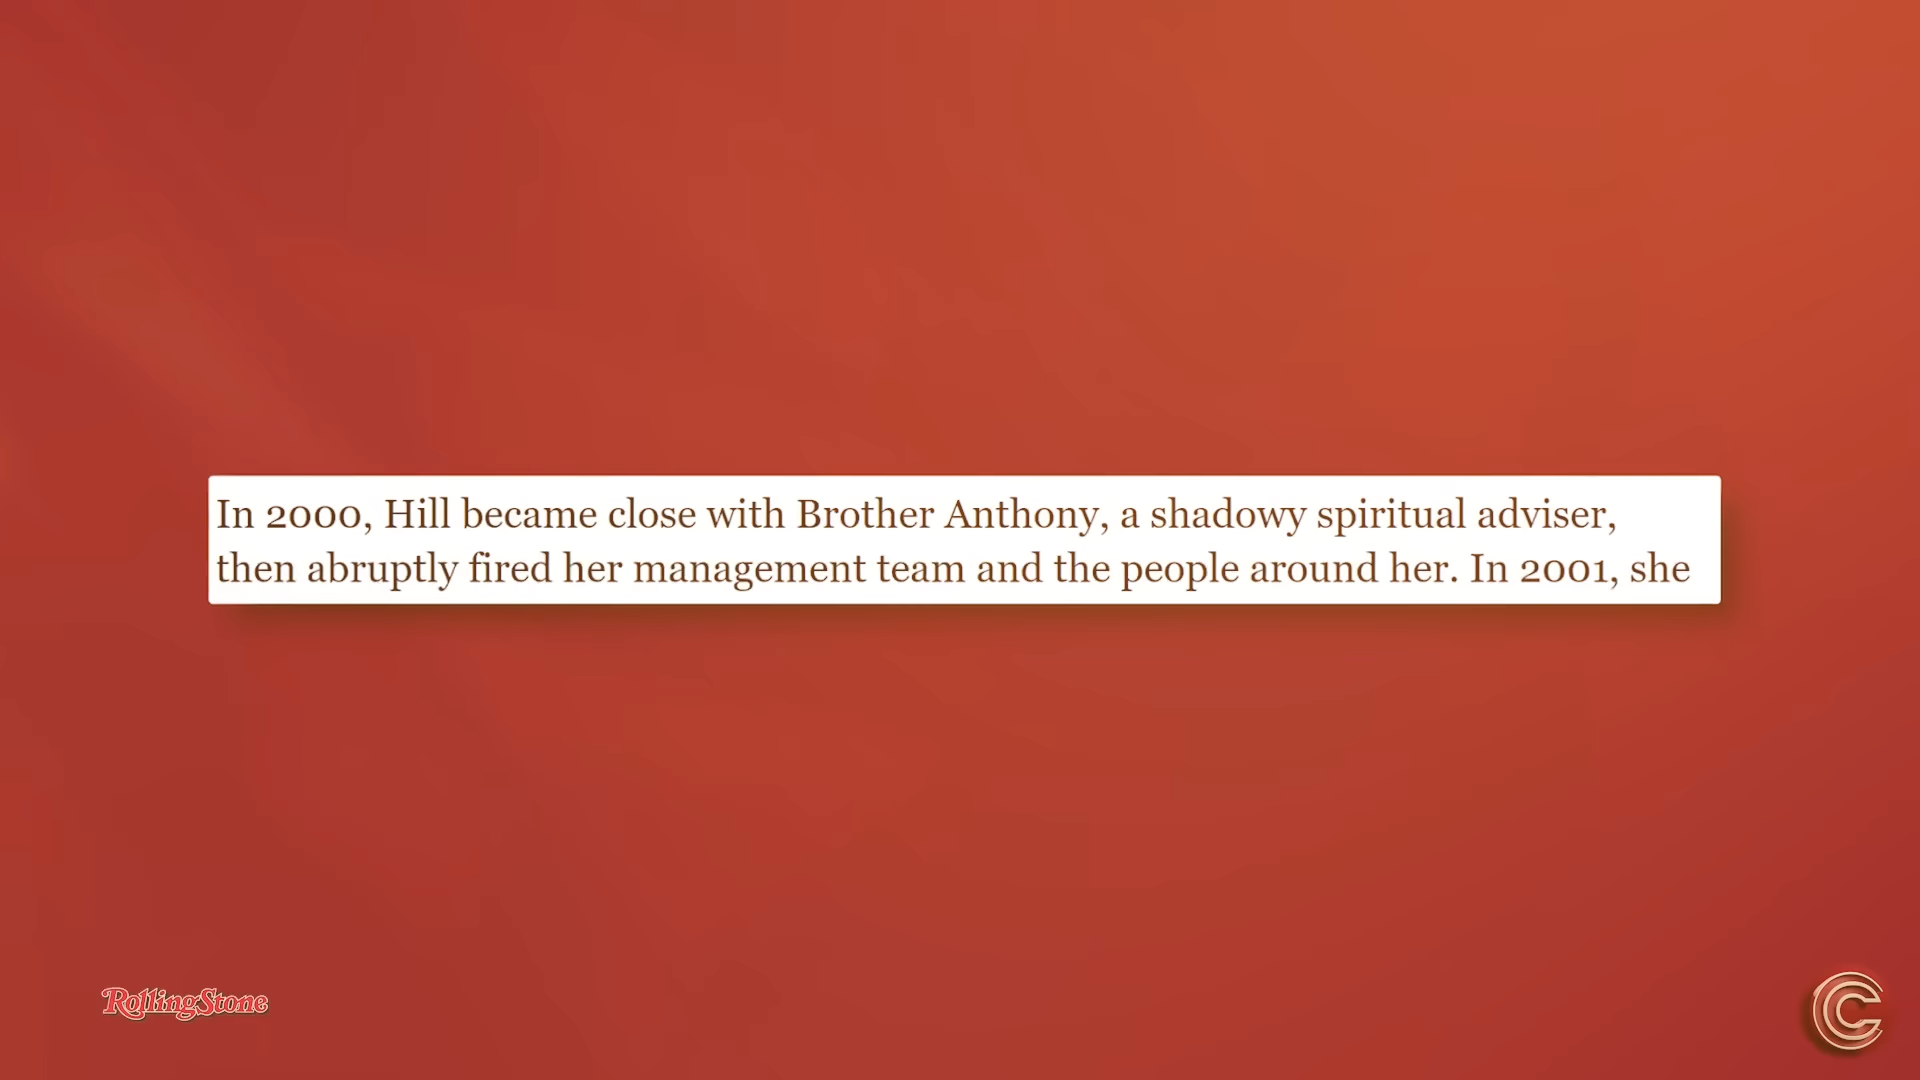 In 2000, Hill became close with Brother Anthony, a shadowy spiritual adviser,
then abruptly fired her management team and the people around her. In 2001, she
RollingStone
C